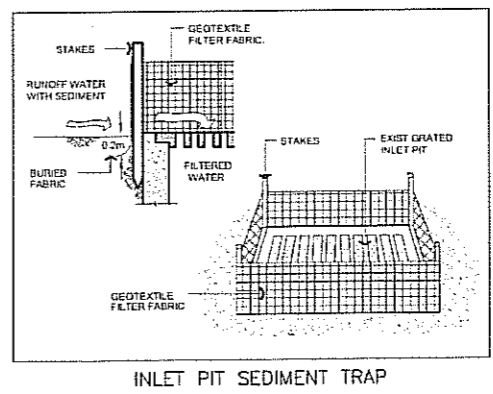 STAKES
GEOTEXTILE
FILTER FABRIC.
RUNOFF WATER
WITH SEDIMENT
0.2m
BURIED
FABRIC
FILTERED
WATER
STAKES
EXIST GRATED
INLET PIT
GEOTEXTILE
FILTER FABRIC
INLET PIT SEDIMENT TRAP